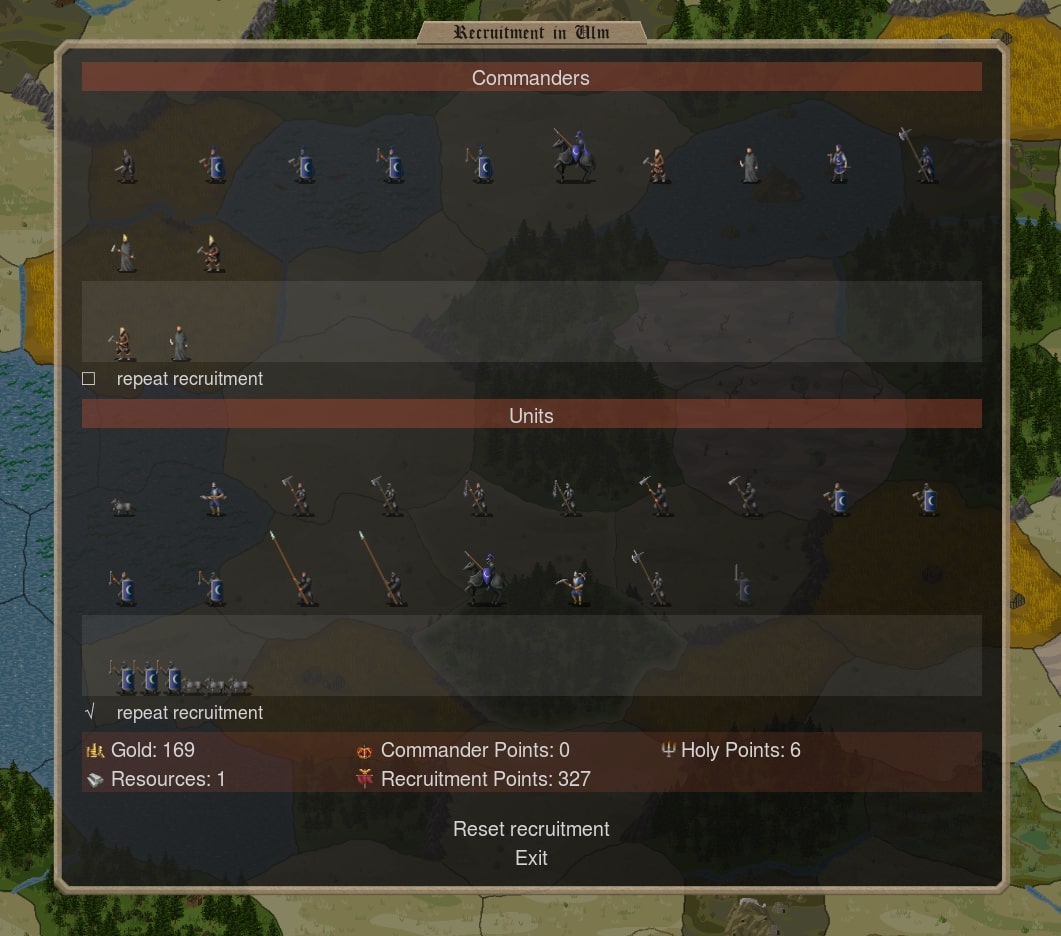 Recruitment in Ulm
Commanders
repeat recruitment
Units
√ repeat recruitment
Gold: 169 Commander Points: 0 Holy Points: 6
Resources: 1 Recruitment Points: 327
Reset recruitment
Exit